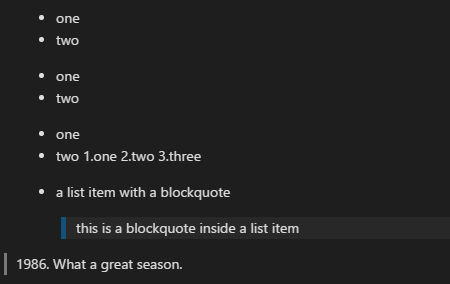 • one
• two
• one
• two
• one
• two 1.one 2.two 3.three
• a list item with a blockquote
this is a blockquote inside a list item
1986. What a great season.